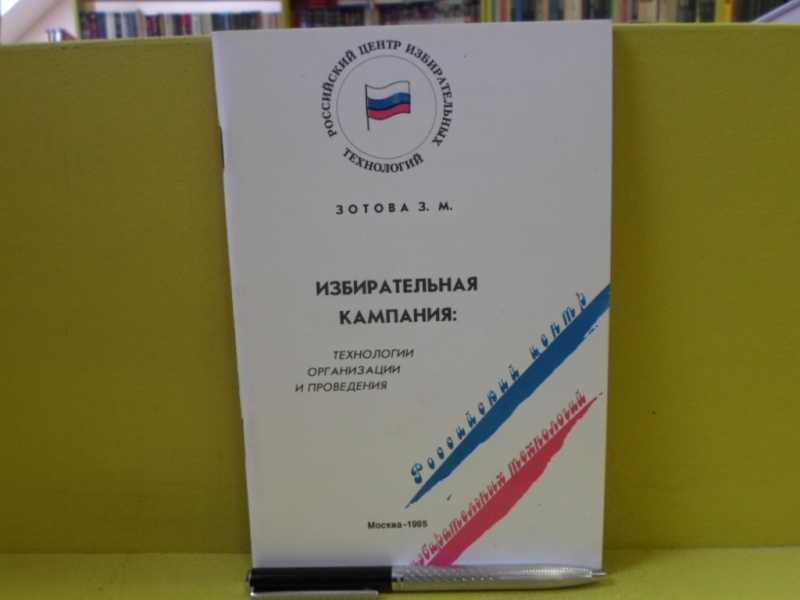 РОССИЙСКИЙ ЦЕНТР ИЗБИРАТЕЛЬНЫХ
ТЕХНОЛОГИЙ
ЗОТОВА З. М.
ИЗБИРАТЕЛЬНАЯ
КАМПАНИЯ:
ТЕХНОЛОГИИ
ОРГАНИЗАЦИИ
И ПРОВЕДЕНИЯ
Российский центр
избирательных технологий
Москва-1995